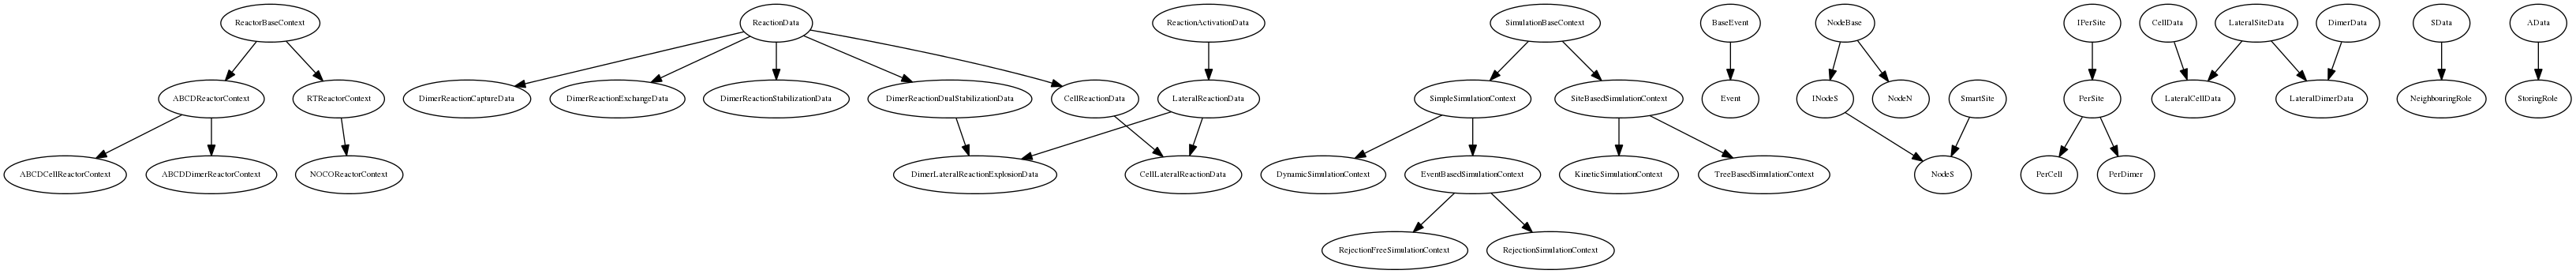 ReactorBaseContext
ReactionData
ReactionActivationData
SimulationBaseContext
BaseEvent
NodeBase
IPerSite
CellData
LateralSiteData
DimerData
SData
AData
ABCDReactorContext
RTReactorContext
DimerReactionCaptureData
DimerReactionExchangeData
DimerReactionStabilizationData
DimerReactionDualStabilizationData
CellReactionData
LateralReactionData
SimpleSimulationContext
SiteBasedSimulationContext
Event
INodeS
NodeN
SmartSite
PerSite
LateralCellData
LateralDimerData
NeighbouringRole
StoringRole
ABCDCellReactorContext
ABCDDimerReactorContext
NOCOReactorContext
DimerLateralReactionExplosionData
CellLateralReactionData
DynamicSimulationContext
EventBasedSimulationContext
KineticSimulationContext
TreeBasedSimulationContext
NodeS
PerCell
PerDimer
RejectionFreeSimulationContext
RejectionSimulationContext